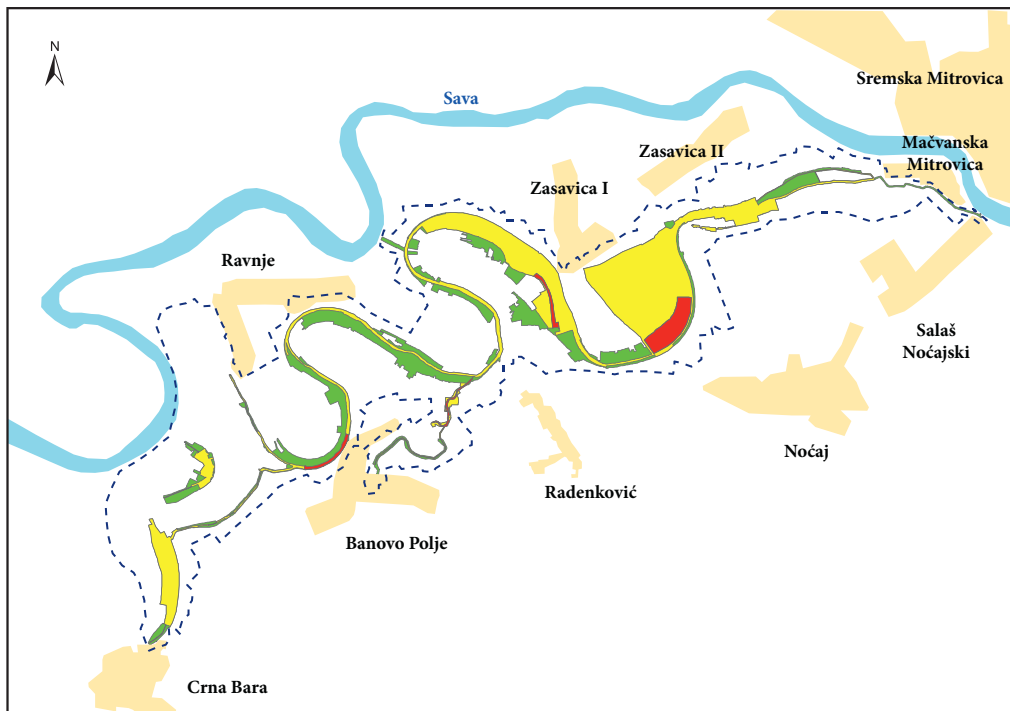 N
Sremska Mitrovica
Sava
Mačvanska
Mitrovica
Zasavica II
Zasavica I
Ravnje
Salaš
Noćajski
Noćaj
Radenković
Banovo Polje
Crna Bara